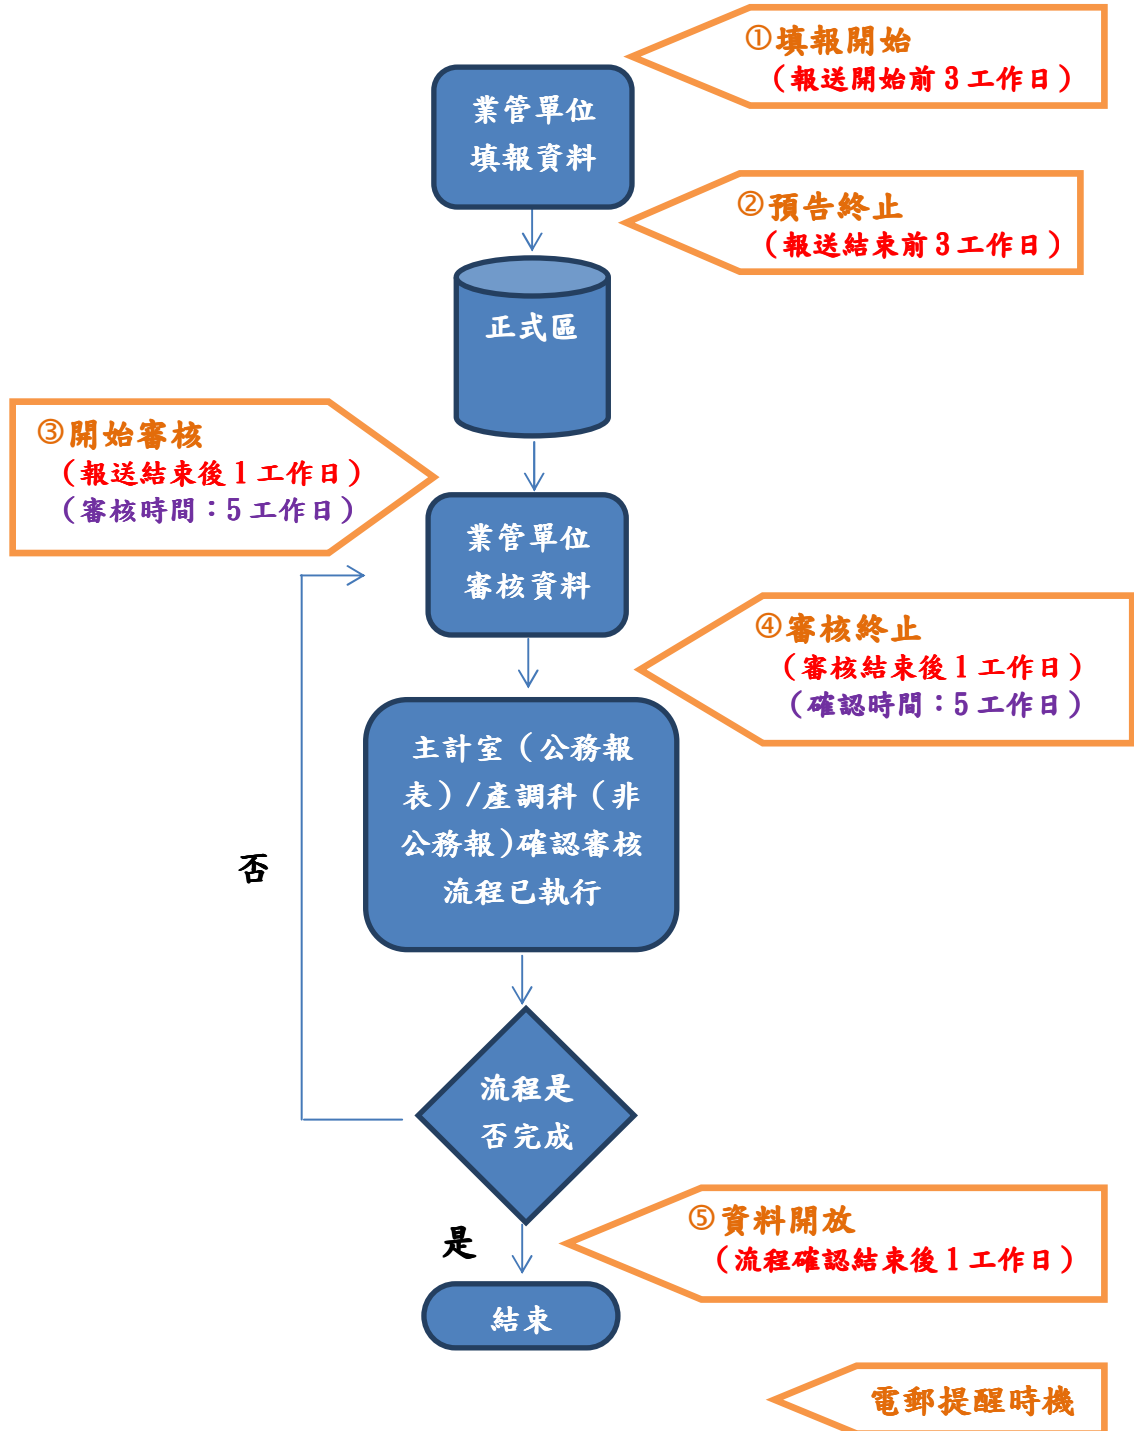 ①填報開始
（報送開始前3工作日）
業管單位
填報資料
②預告終止
（報送結束前3工作日）
正式區
③開始審核
（報送結束後1工作日）
（審核時間：5工作日）
業管單位
審核資料
④審核終止
（審核結束後1工作日）
（確認時間：5工作日）
主計室（公務報
表）/產調科（非
公務報)確認審核
流程已執行
否
流程是
否完成
是
⑤資料開放
（流程確認結束後1工作日）
結束
電郵提醒時機